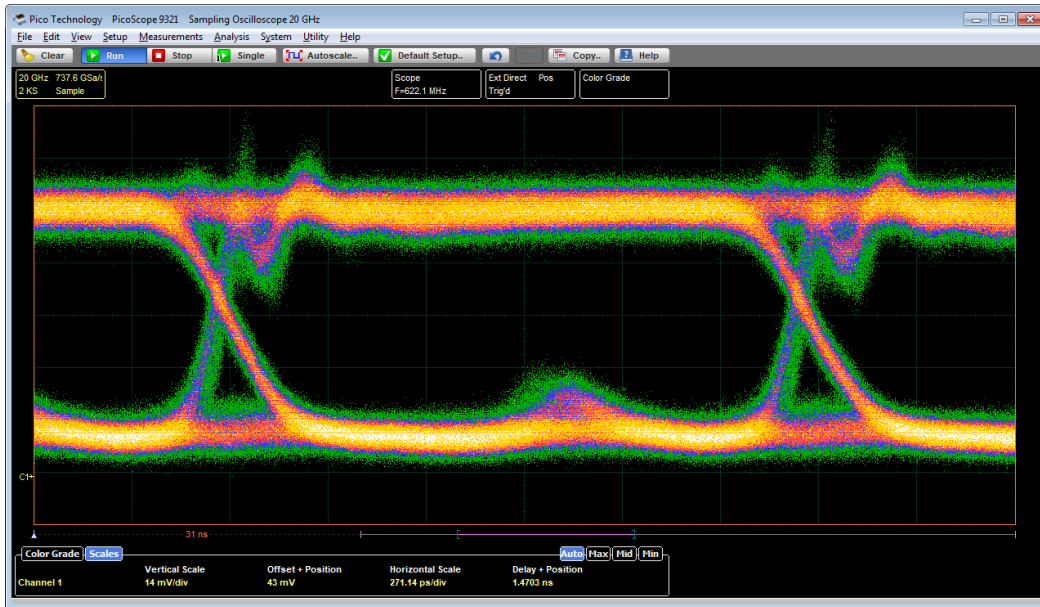 Pico Technology PicoScope 9321 Sampling Oscilloscope 20 GHz
File Edit View Setup Measurements Analysis System Utility Help
Clear Run Stop Single Autoscale.. Default Setup.. Copy.. Help
20 GHz 737.6 GSa/s Scope Ext Direct Pos Color Grade
2 KS Sample F=622.1 MHz Trig'd
C1
31 ns
Color Grade Scales Auto Max Mid Min
Vertical Scale Offset + Position Horizontal Scale Delay + Position
Channel 1 14 mV/div 43 mV 271.14 ps/div 1.4703 ns